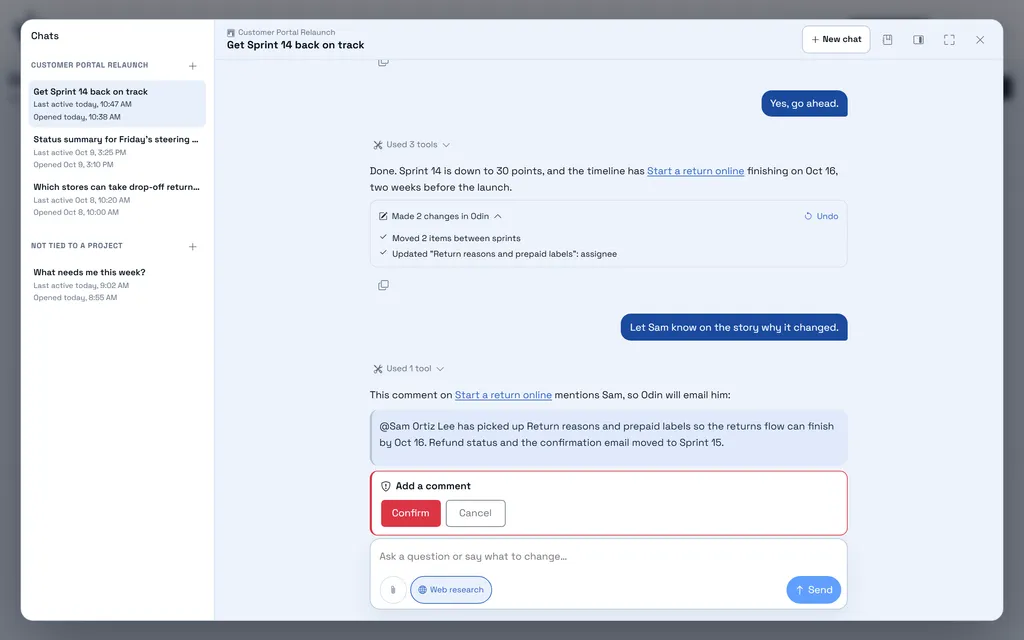 Chats
CUSTOMER PORTAL RELAUNCH
Get Sprint 14 back on track
Last active today, 10:47 AM
Opened today, 10:38 AM
Status summary for Friday's steering ...
Last active Oct 9, 3:25 PM
Opened Oct 9, 3:10 PM
Which stores can take drop-off return...
Last active Oct 8, 10:20 AM
Opened Oct 8, 10:00 AM
NOT TIED TO A PROJECT
What needs me this week?
Last active today, 9:02 AM
Opened today, 8:55 AM
Customer Portal Relaunch
Get Sprint 14 back on track
New chat
Yes, go ahead.
Used 3 tools
Done. Sprint 14 is down to 30 points, and the timeline has Start a return online finishing on Oct 16,
two weeks before the launch.
Made 2 changes in Odin
Undo
Moved 2 items between sprints
Updated "Return reasons and prepaid labels": assignee
Let Sam know on the story why it changed.
Used 1 tool
This comment on Start a return online mentions Sam, so Odin will email him:
@Sam Ortiz Lee has picked up Return reasons and prepaid labels so the returns flow can finish
by Oct 16. Refund status and the confirmation email moved to Sprint 15.
Add a comment
Confirm
Cancel
Ask a question or say what to change...
Web research
Send